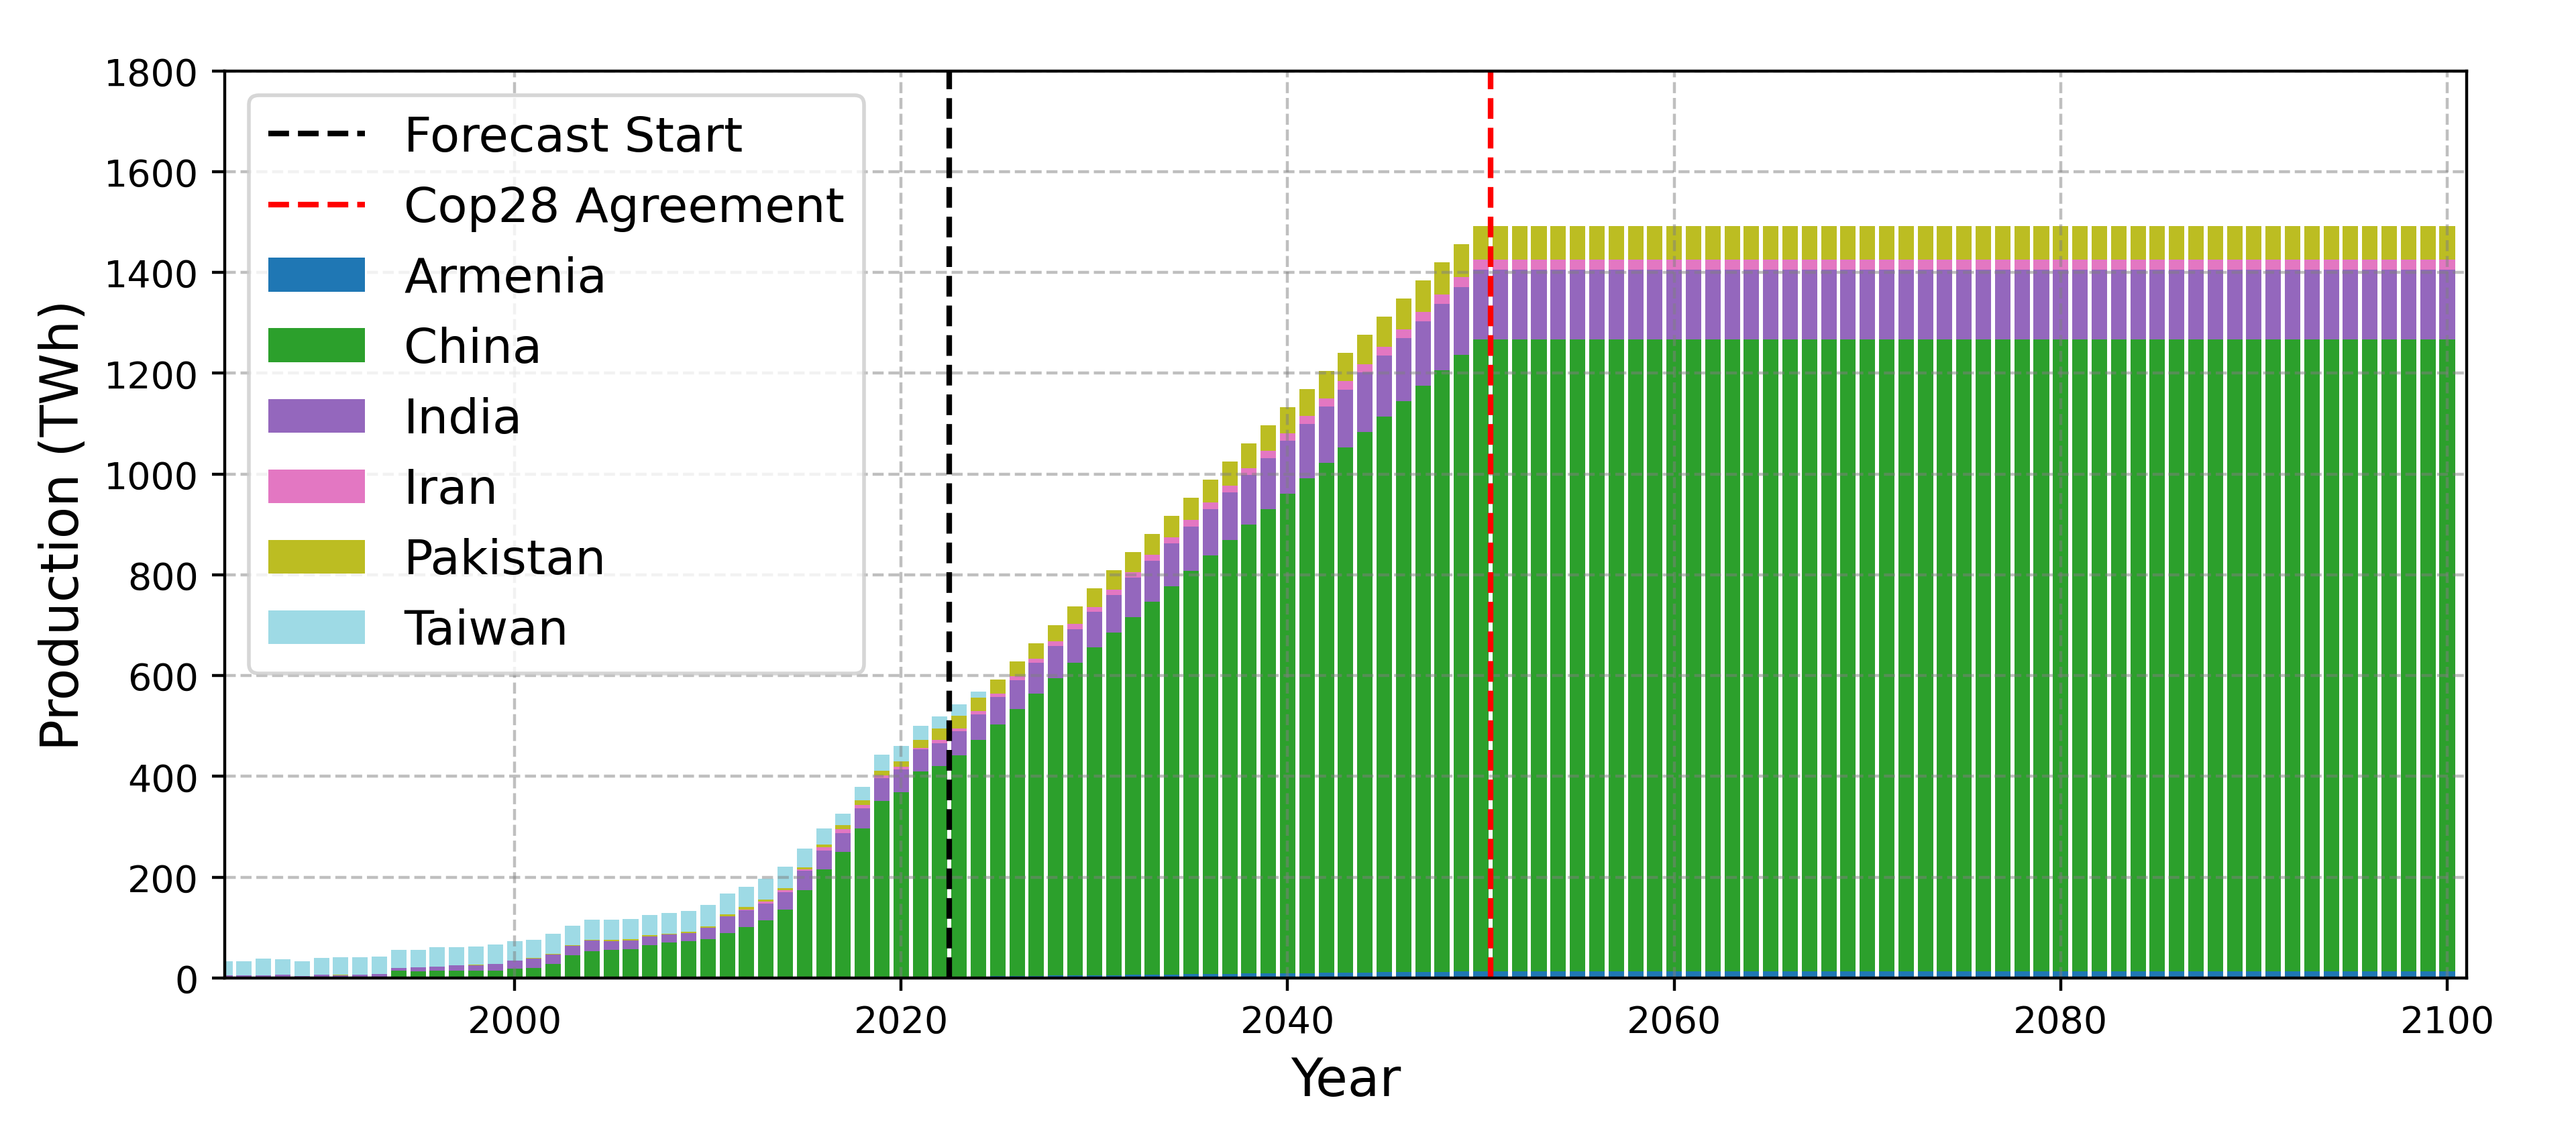 1800
1600
1400
1200
1000
800
600
400
200
0
Production (TWh)
Forecast Start
Cop28 Agreement
Armenia
China
India
Iran
Pakistan
Taiwan
2000 2020 2040 2060 2080 2100
Year